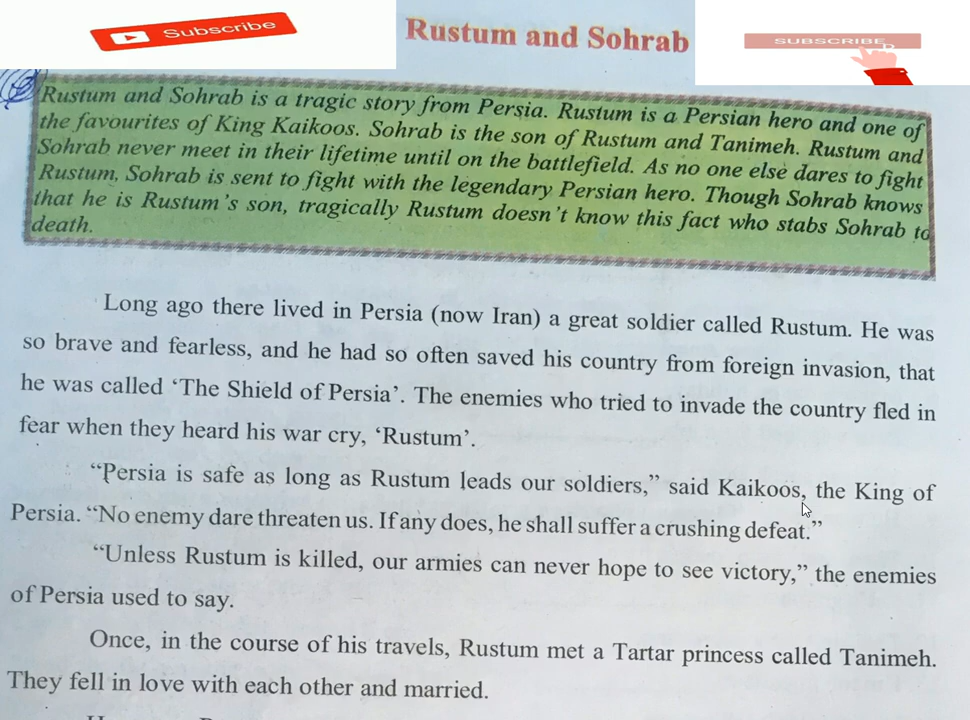 Subscribe
Rustum and Sohrab
SUBSCRIBE
Rustum and Sohrab is a tragic story from Persia. Rustum is a Persian hero and one of
the favourites of King Kaikoos. Sohrab is the son of Rustum and Tanimeh. Rustum and
Sohrab never meet in their lifetime until on the battlefield. As no one else dares to fight
Rustum, Sohrab is sent to fight with the legendary Persian hero. Though Sohrab knows
that he is Rustum's son, tragically Rustum doesn't know this fact who stabs Sohrab to
death.
Long ago there lived in Persia (now Iran) a great soldier called Rustum. He was
so brave and fearless, and he had so often saved his country from foreign invasion, that
he was called ‘The Shield of Persia’. The enemies who tried to invade the country fled in
fear when they heard his war cry, ‘Rustum’.
“Persia is safe as long as Rustum leads our soldiers,” said Kaikoos, the King of
Persia. “No enemy dare threaten us. If any does, he shall suffer a crushing defeat.”
“Unless Rustum is killed, our armies can never hope to see victory,” the enemies
of Persia used to say.
Once, in the course of his travels, Rustum met a Tartar princess called Tanimeh.
They fell in love with each other and married.